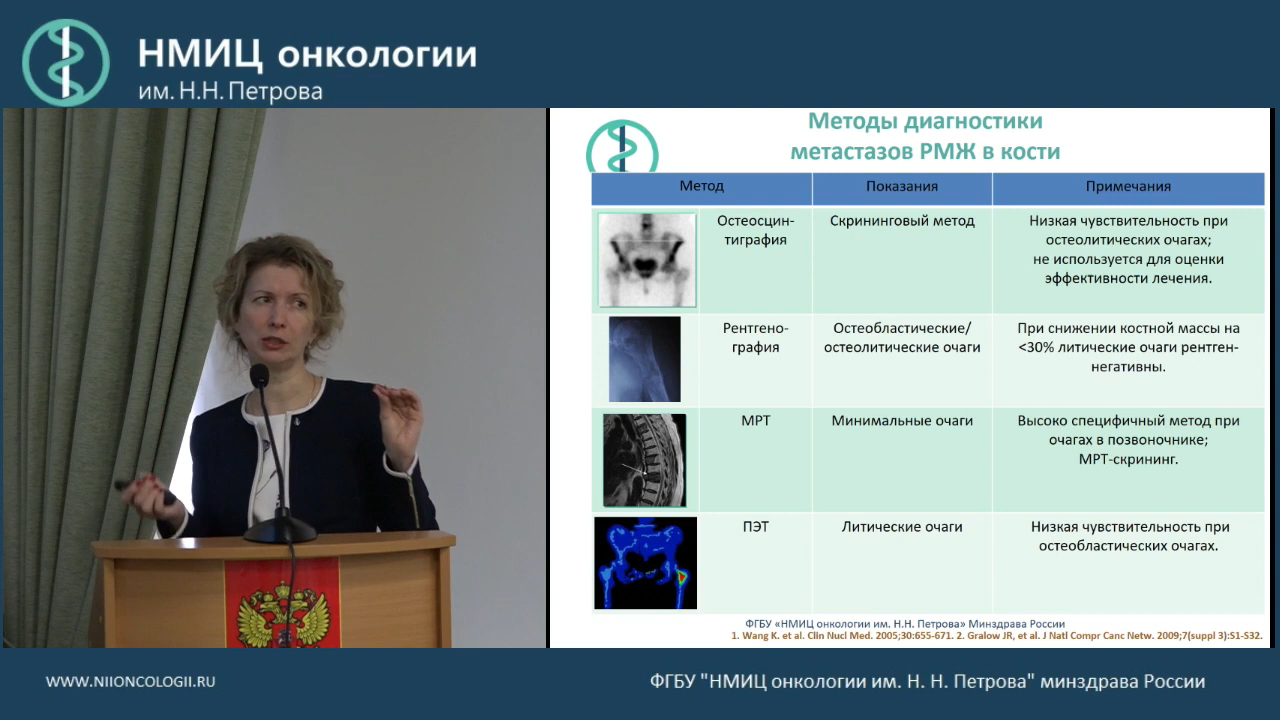 НМИЦ онкологии
им. Н.Н. Петрова
Методы диагностики
метастазов РМЖ в кости
Метод
Показания
Примечания
Остеосцин-
тиграфия
Скрининговый метод
Низкая чувствительность при
остеолитических очагах;
не используется для оценки
эффективности лечения.
Рентгено-
графия
Остеобластические/
остеолитические очаги
При снижении костной массы на
<30% литические очаги рентген-
негативны.
МРТ
Минимальные очаги
Высоко специфичный метод при
очагах в позвоночнике;
МРТ-скрининг.
ПЭТ
Литические очаги
Низкая чувствительность при
остеобластических очагах.
ФГБУ «НМИЦ онкологии им. Н.Н. Петрова» Минздрава России
1. Wang K. et al. Clin Nucl Med. 2005;30:655-671. 2. Gralow JR, et al. J Natl Compr Canc Netw. 2009;7(suppl 3):S1-S32.
WWW.NIIONCOLOGII.RU
ФГБУ "НМИЦ онкологии им. Н. Н. Петрова" минздрава России